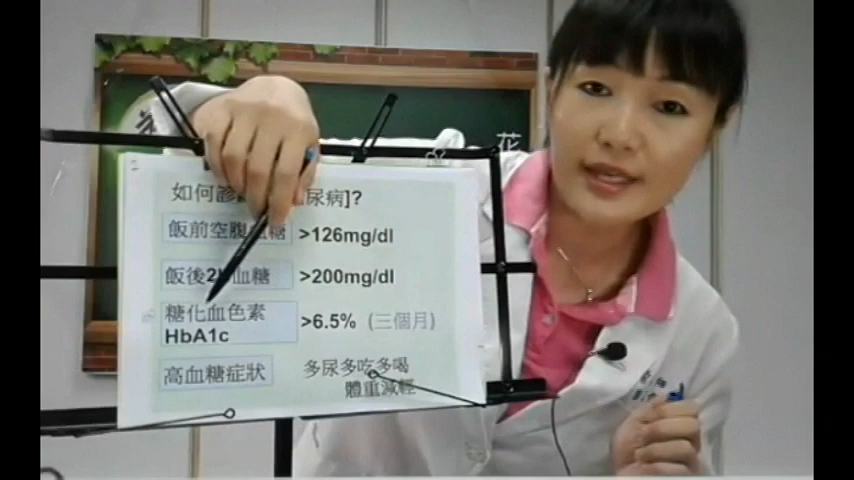 如何診 尿病]?
飯前空腹 糖 >126mg/dl
飯後2 血糖 >200mg/dl
糖化血色素
HbA1c >6.5% (三個月)
高血糖症狀 多尿多吃多喝
體重減輕
花